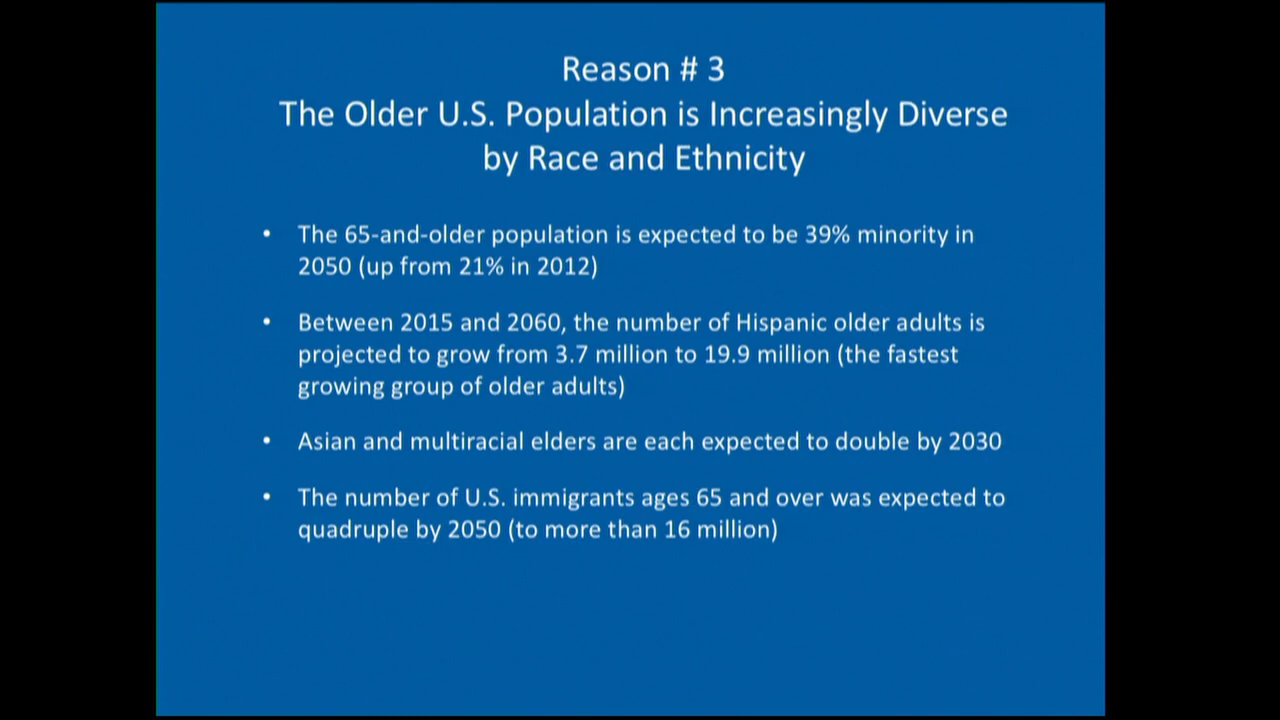 Reason # 3
The Older U.S. Population is Increasingly Diverse
by Race and Ethnicity
• The 65-and-older population is expected to be 39% minority in
2050 (up from 21% in 2012)
• Between 2015 and 2060, the number of Hispanic older adults is
projected to grow from 3.7 million to 19.9 million (the fastest
growing group of older adults)
• Asian and multiracial elders are each expected to double by 2030
• The number of U.S. immigrants ages 65 and over was expected to
quadruple by 2050 (to more than 16 million)